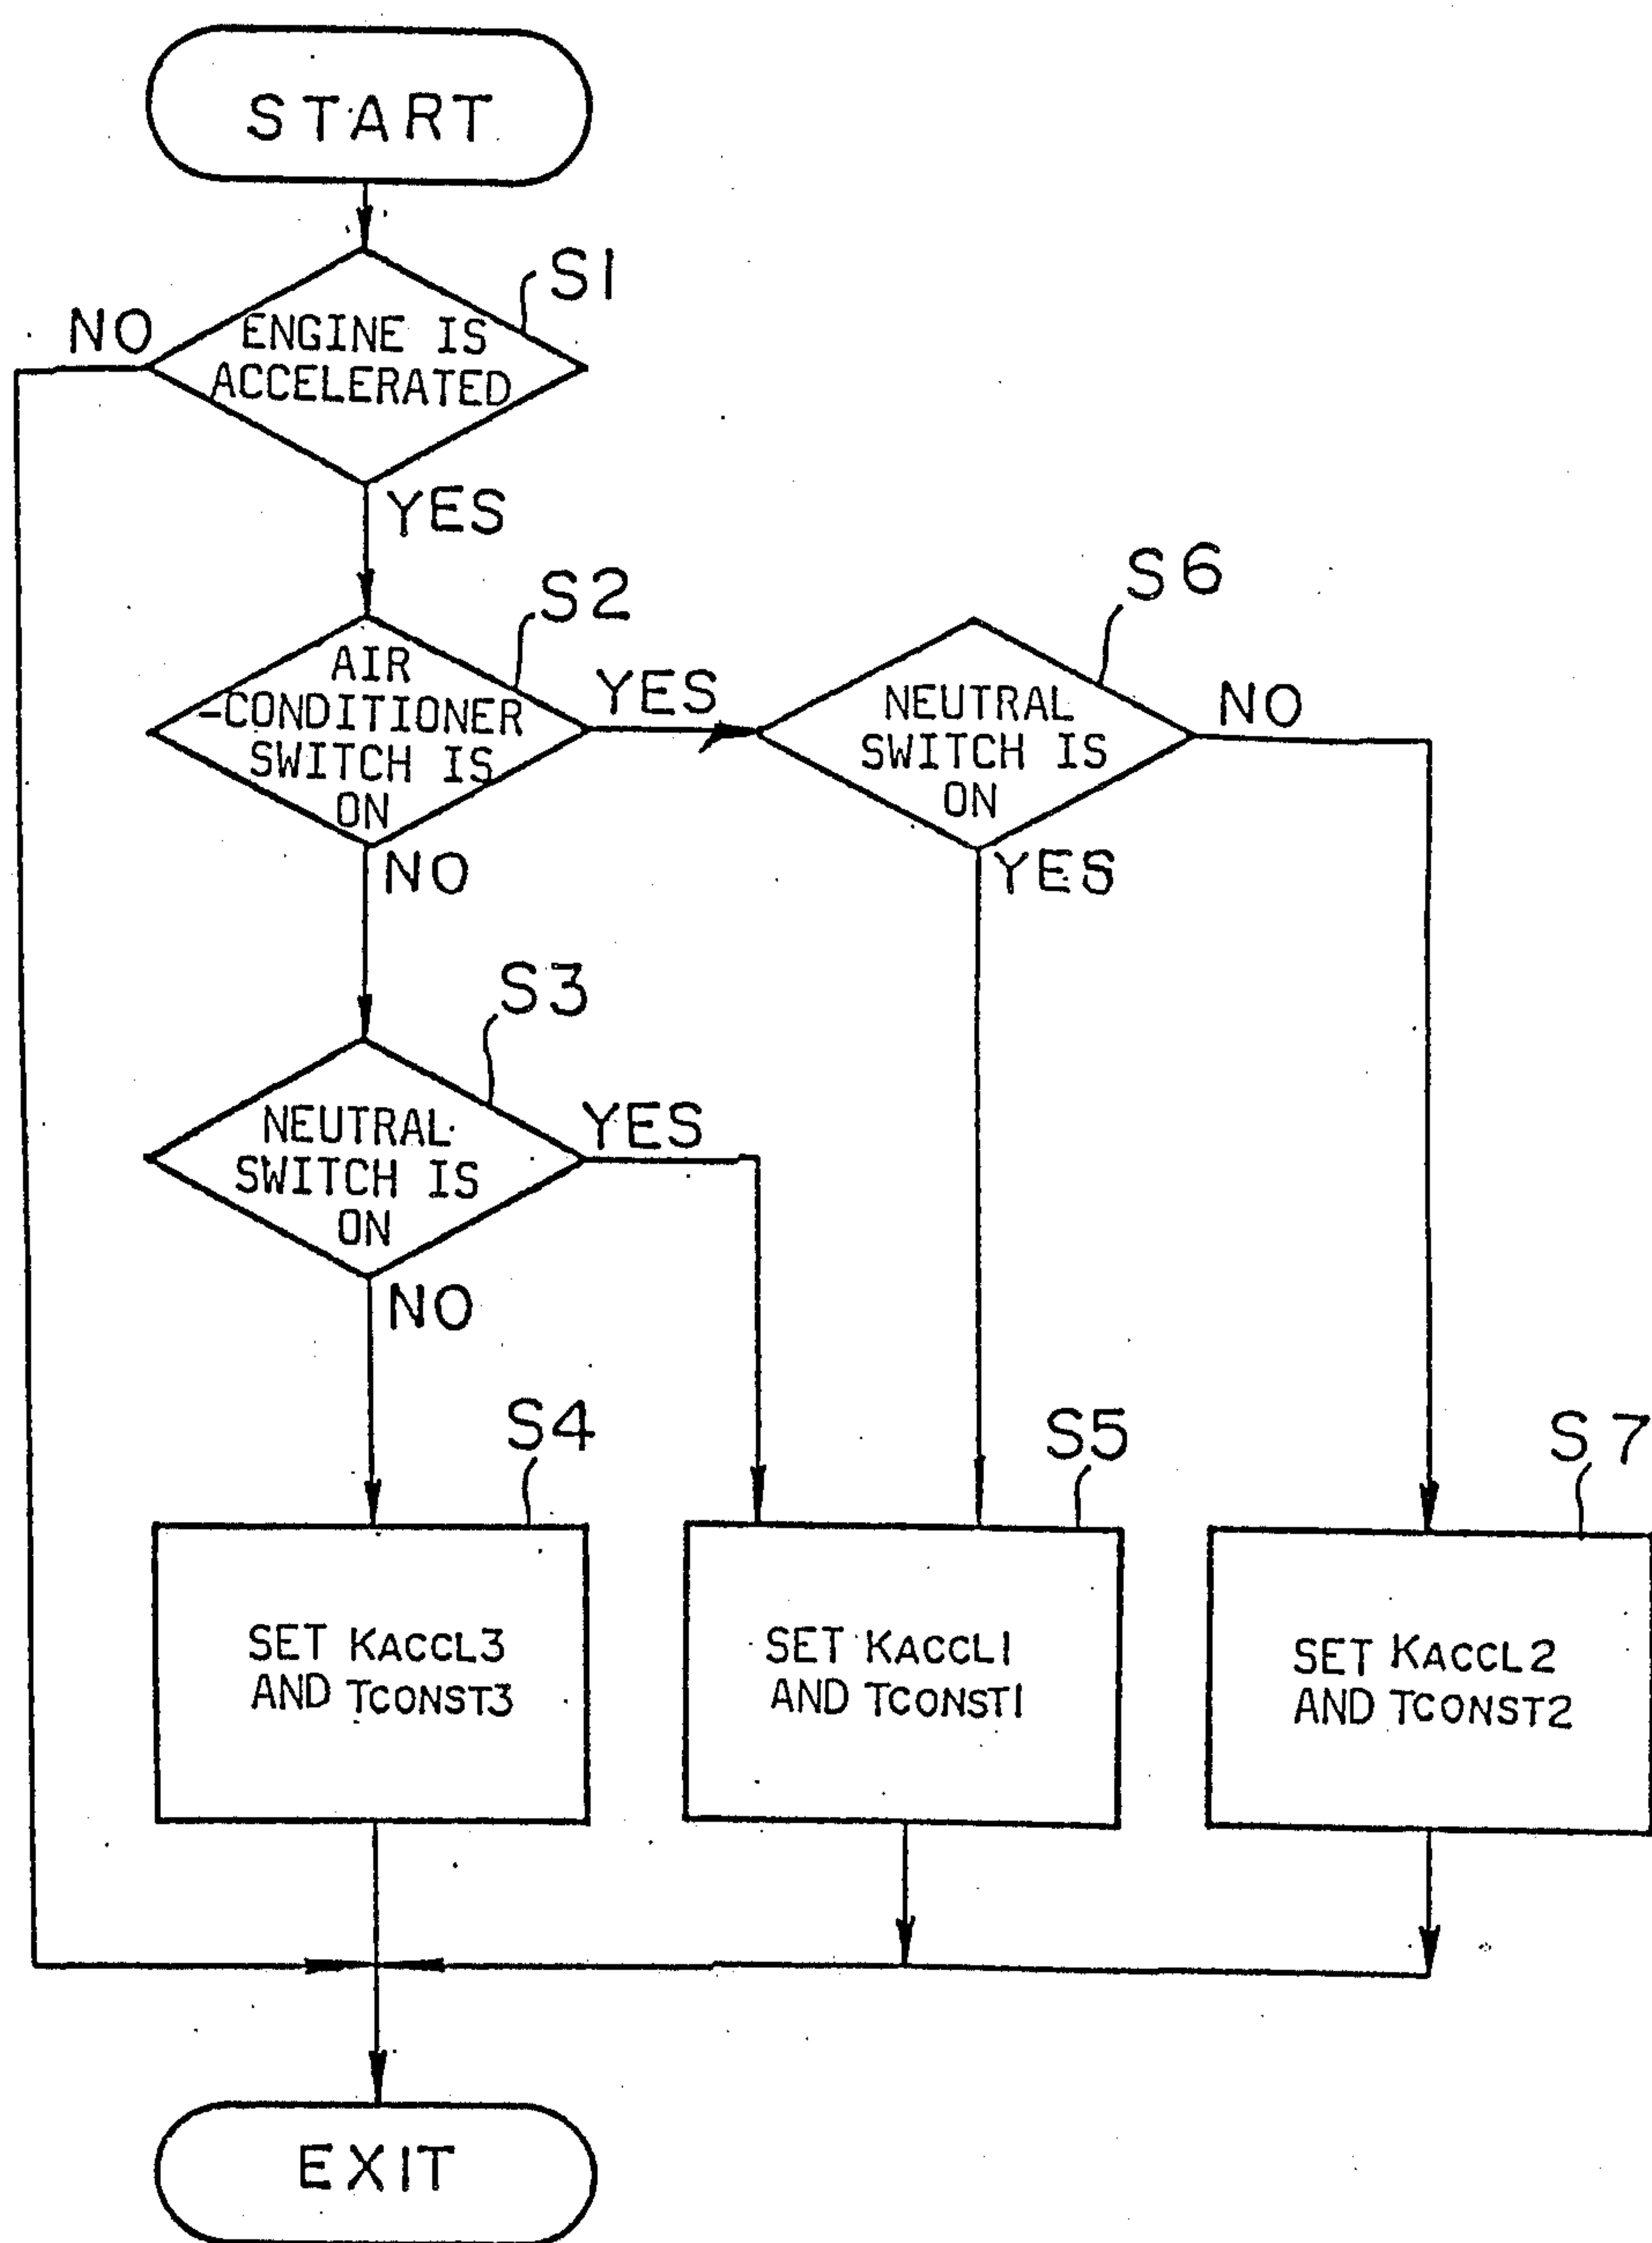 START
S1
NO
ENGINE IS
ACCELERATED
YES
S2
AIR
-CONDITIONER
SWITCH IS
ON
YES
S6
NEUTRAL
SWITCH IS
ON
NO
NO
YES
S3
NEUTRAL
SWITCH IS
ON
YES
NO
S4
S5
S7
SET KACCL3
AND TCONST3
SET KACCL1
AND TCONST1
SET KACCL2
AND TCONST2
EXIT